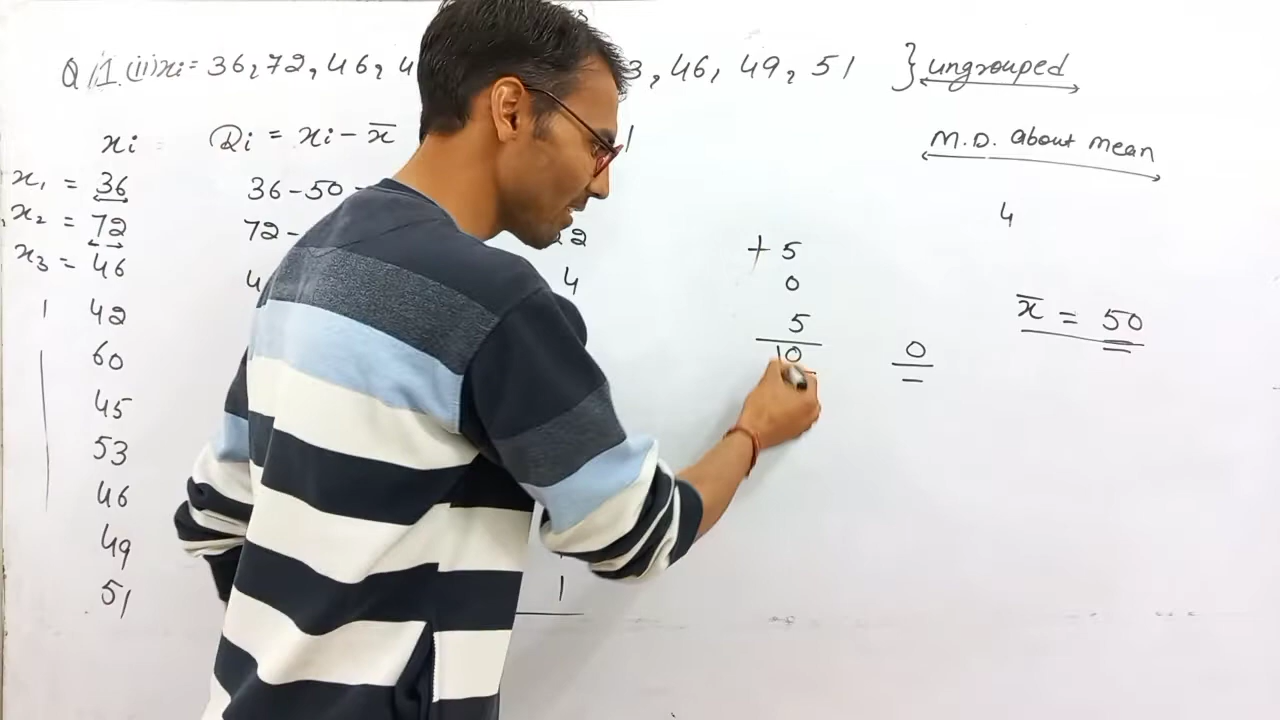 Q.1. (ii) xi = 36, 72, 46, 4 3, 46, 49, 51 } ungrouped
xi Di = xi - x̄ |
M.D. about mean
x₁ = 36 36 - 50 -
x₂ = 72 72 - 22
x₃ = 46 4 4
42
60
45
53
46
49
51 1
+ 5
0
5
10
0
4
x̄ = 50